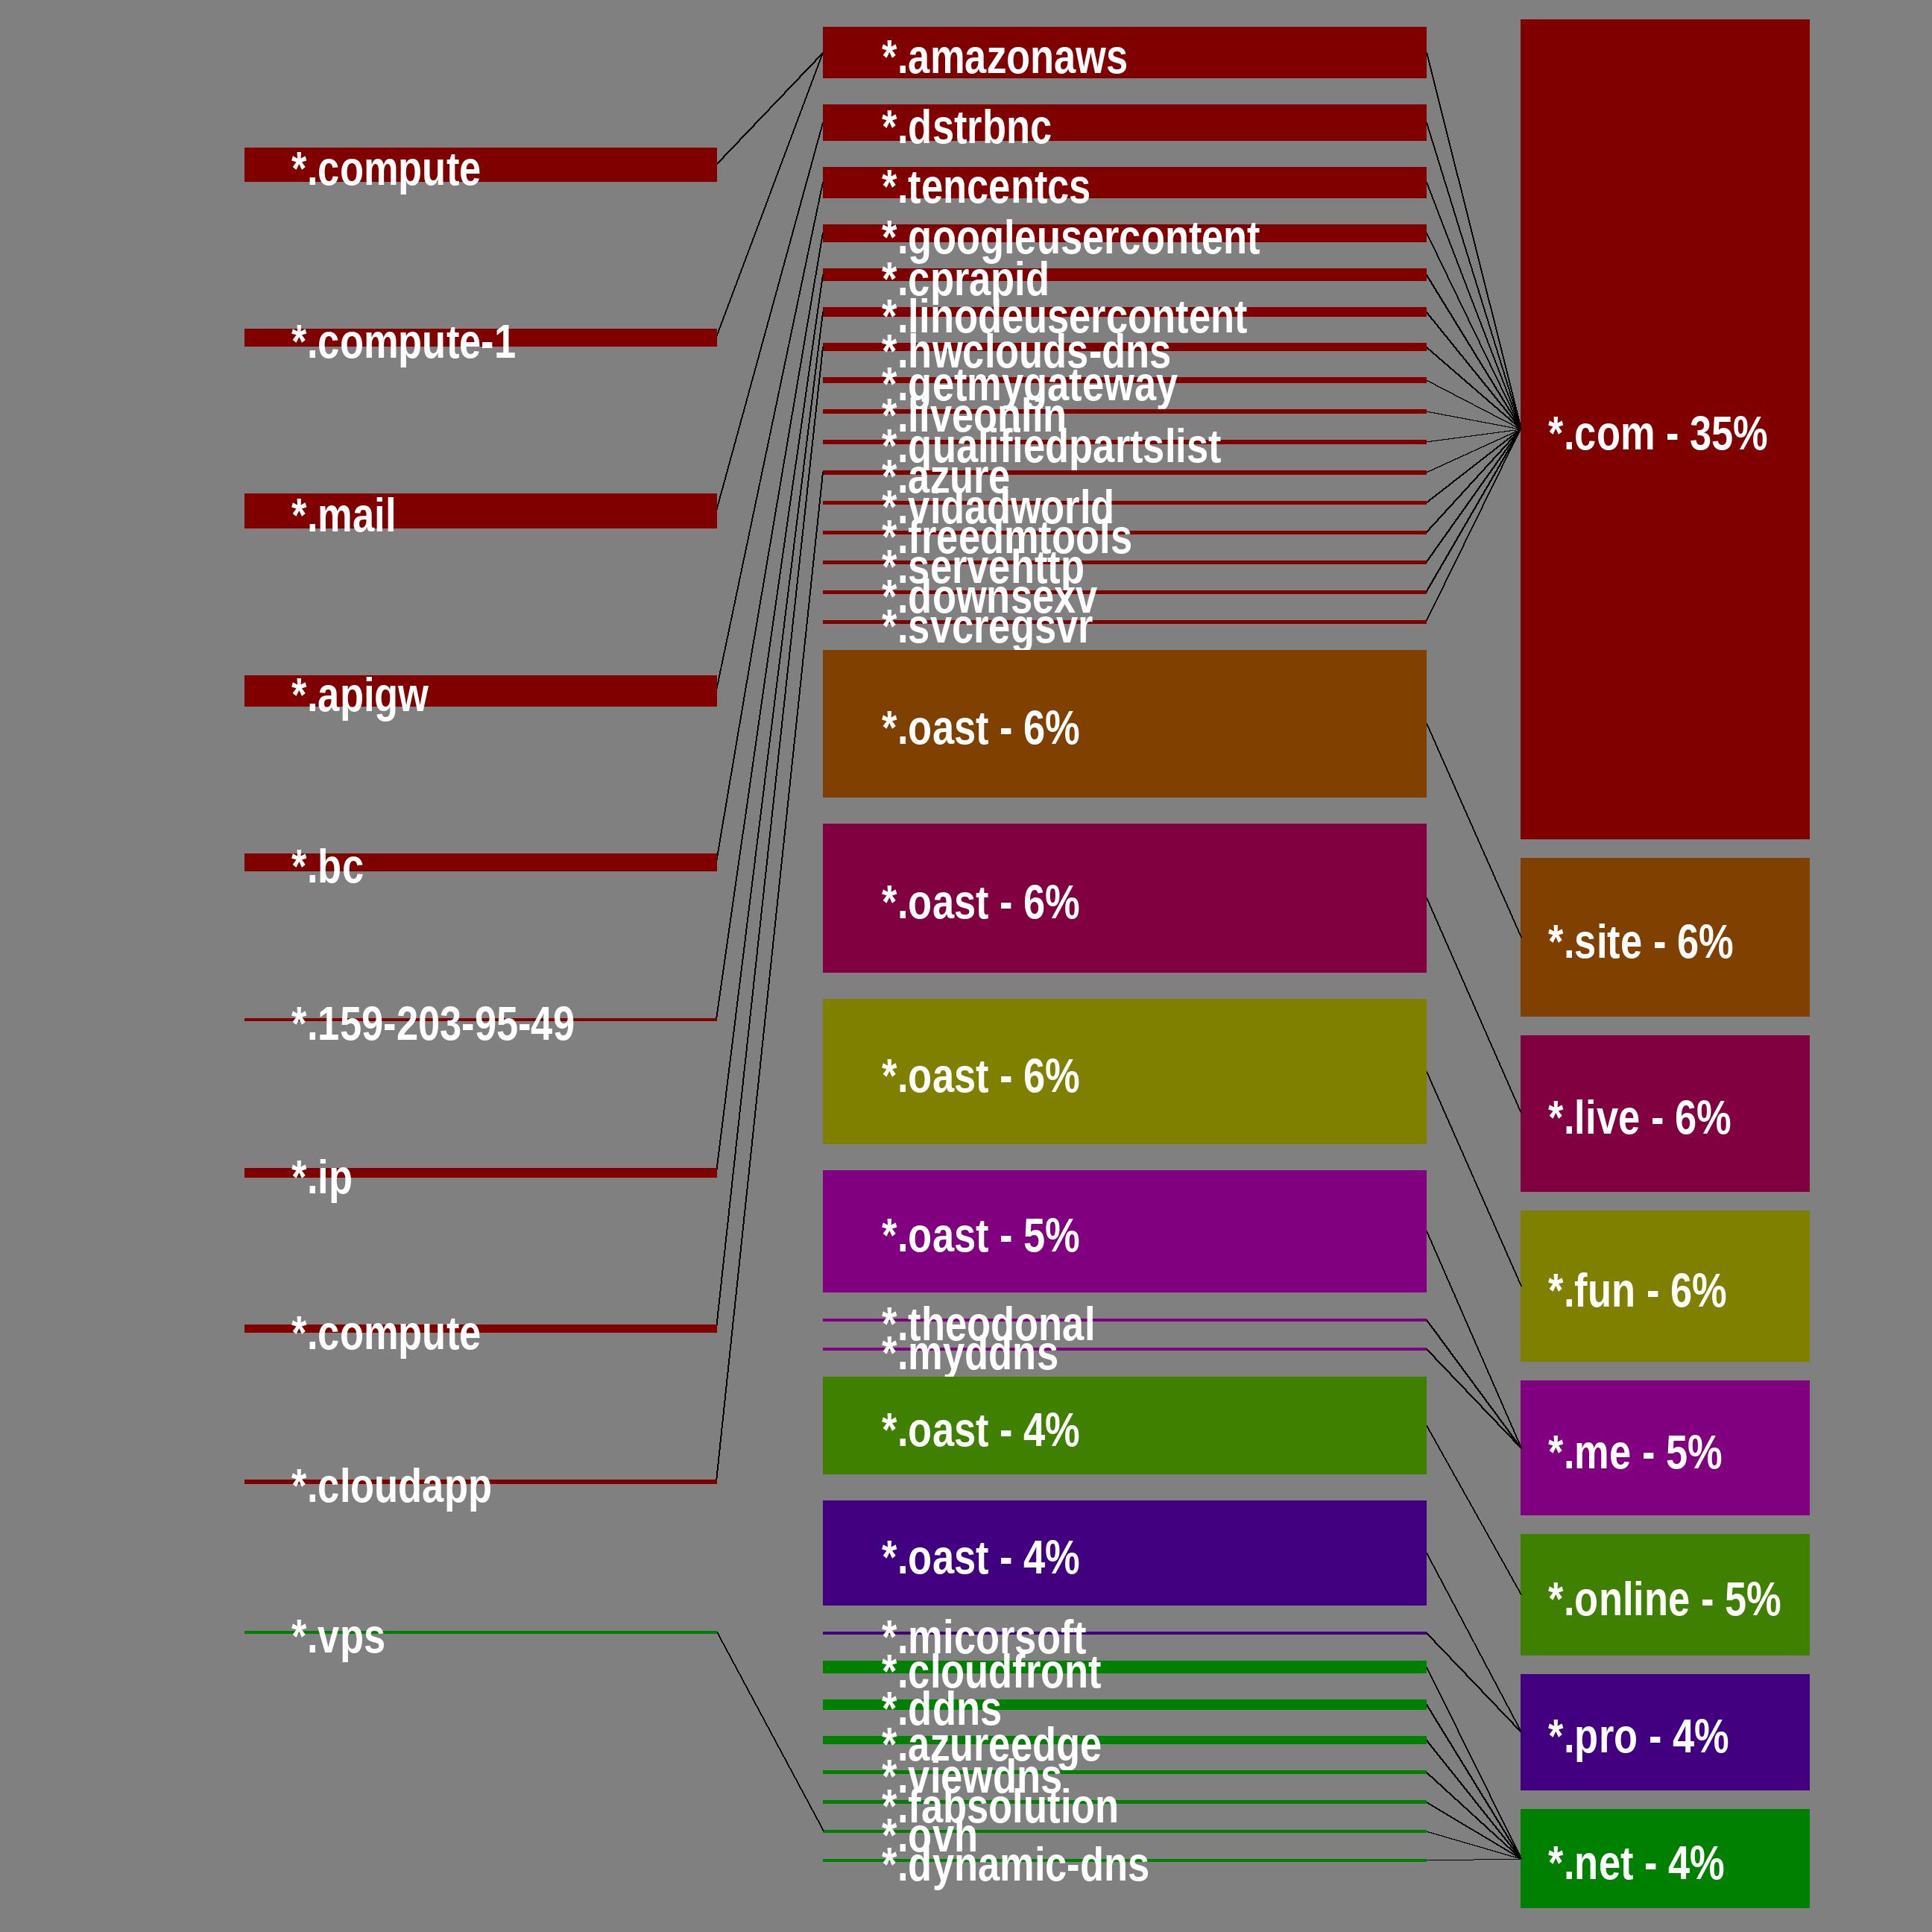 *.compute
*.compute-1
*.mail
*.apigw
*.bc
*.159-203-95-49
*.ip
*.compute
*.cloudapp
*.vps
*.amazonaws
*.dstrbnc
*.tencentcs
*.googleusercontent
*.cprapid
*.linodeusercontent
*.hwclouds-dns
*.getmygateway
*.liveonlin
*.qualifiedpartslist
*.azure
*.vidadworld
*.freedmtools
*.servehttp
*.downsexv
*.svcregsvr
*.oast - 6%
*.oast - 6%
*.oast - 6%
*.oast - 5%
*.theodonal
*.myddns
*.oast - 4%
*.oast - 4%
*.micorsoft
*.cloudfront
*.ddns
*.azureedge
*.viewdns
*.fabsolution
*.ovh
*.dynamic-dns
*.com - 35%
*.site - 6%
*.live - 6%
*.fun - 6%
*.me - 5%
*.online - 5%
*.pro - 4%
*.net - 4%